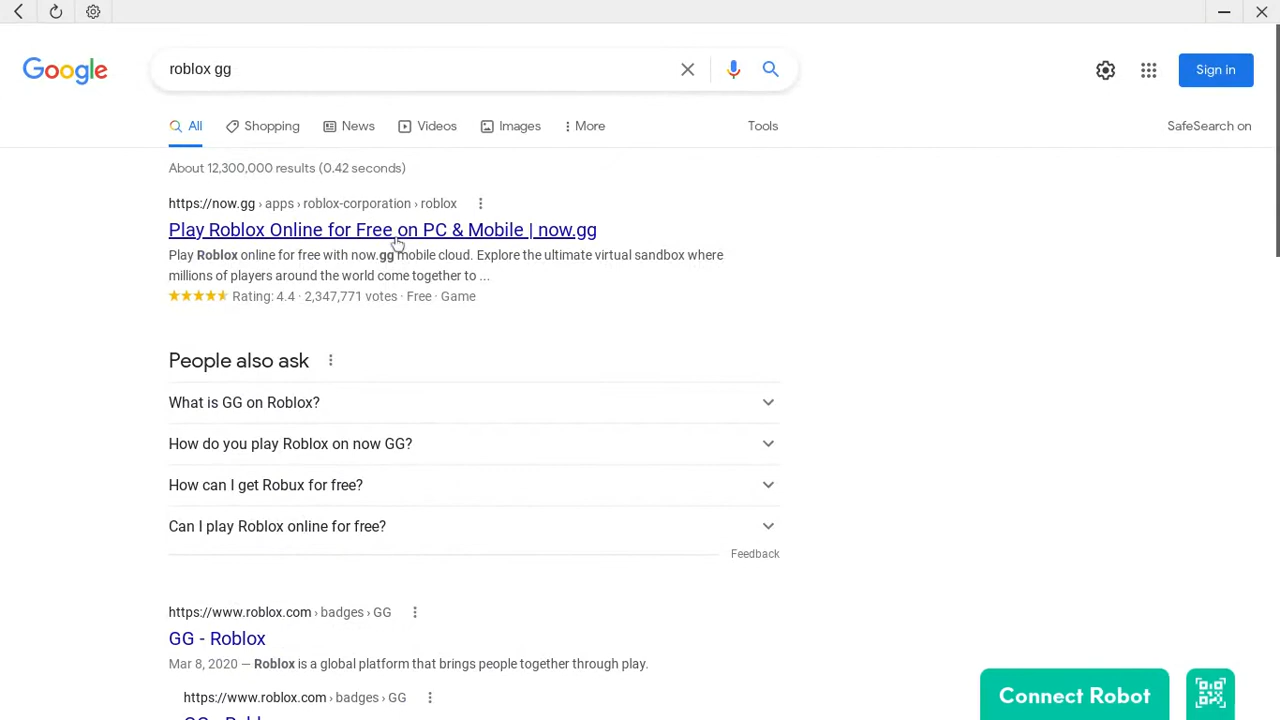 Google
roblox gg
Sign in
All
Shopping
News
Videos
Images
More
Tools
SafeSearch on
About 12,300,000 results (0.42 seconds)
https://now.gg › apps › roblox-corporation › roblox
Play Roblox Online for Free on PC & Mobile | now.gg
Play Roblox online for free with now.gg mobile cloud. Explore the ultimate virtual sandbox where
millions of players around the world come together to ...
Rating: 4.4 · 2,347,771 votes · Free · Game
People also ask
What is GG on Roblox?
How do you play Roblox on now GG?
How can I get Robux for free?
Can I play Roblox online for free?
Feedback
https://www.roblox.com › badges › GG
GG - Roblox
Mar 8, 2020 — Roblox is a global platform that brings people together through play.
https://www.roblox.com › badges › GG
Connect Robot